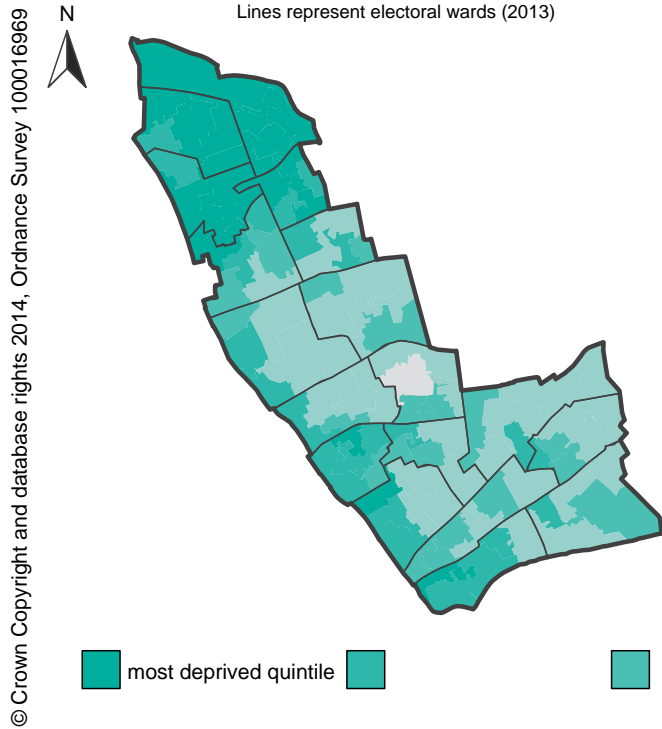 Lines represent electoral wards (2013)
N
© Crown Copyright and database rights 2014, Ordnance Survey 100016969
most deprived quintile